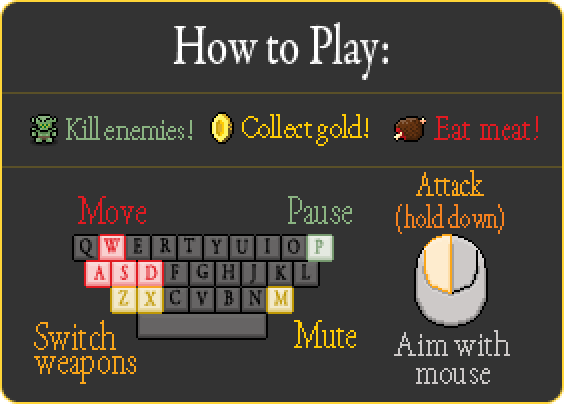 How to Play:
Kill enemies! Collect gold! Eat meat!
Attack
(hold down)
Move Pause
Q W E R T Y U I O P
A S D F G H J K L
Z X C V B N M
Switch
weapons
Mute
Aim with
mouse